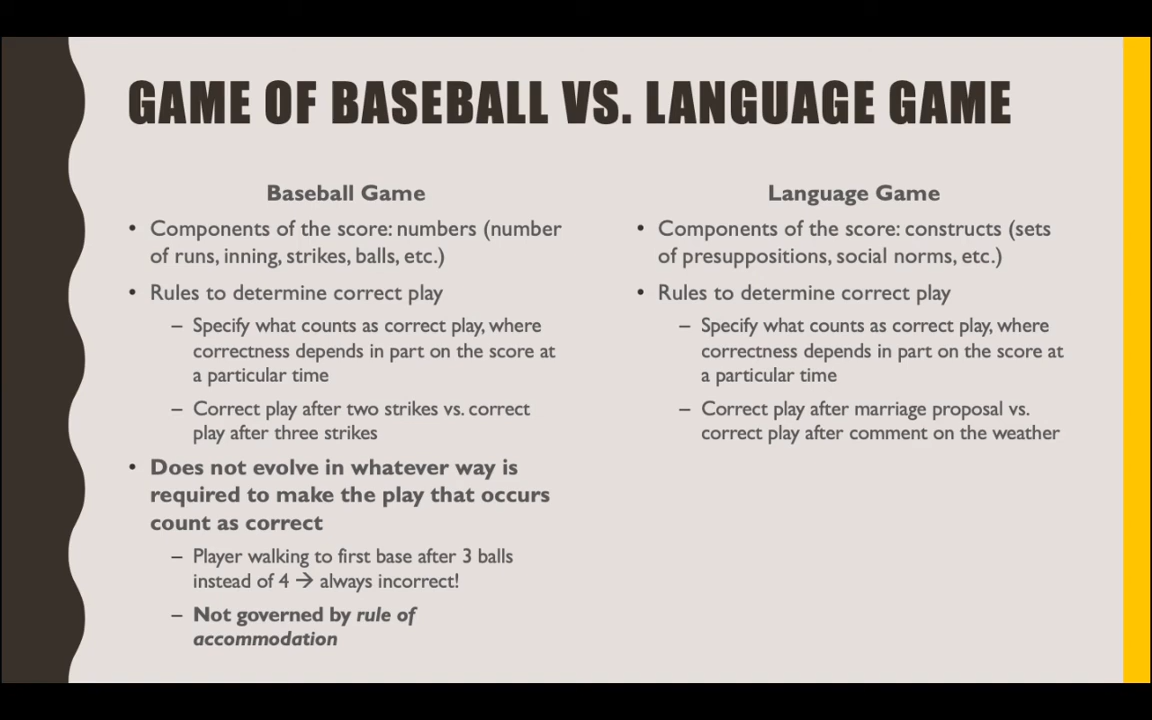 GAME OF BASEBALL VS. LANGUAGE GAME
Baseball Game
• Components of the score: numbers (number
of runs, inning, strikes, balls, etc.)
• Rules to determine correct play
– Specify what counts as correct play, where
correctness depends in part on the score at
a particular time
– Correct play after two strikes vs. correct
play after three strikes
• Does not evolve in whatever way is
required to make the play that occurs
count as correct
– Player walking to first base after 3 balls
instead of 4 → always incorrect!
– Not governed by rule of
accommodation
Language Game
• Components of the score: constructs (sets
of presuppositions, social norms, etc.)
• Rules to determine correct play
– Specify what counts as correct play, where
correctness depends in part on the score at
a particular time
– Correct play after marriage proposal vs.
correct play after comment on the weather